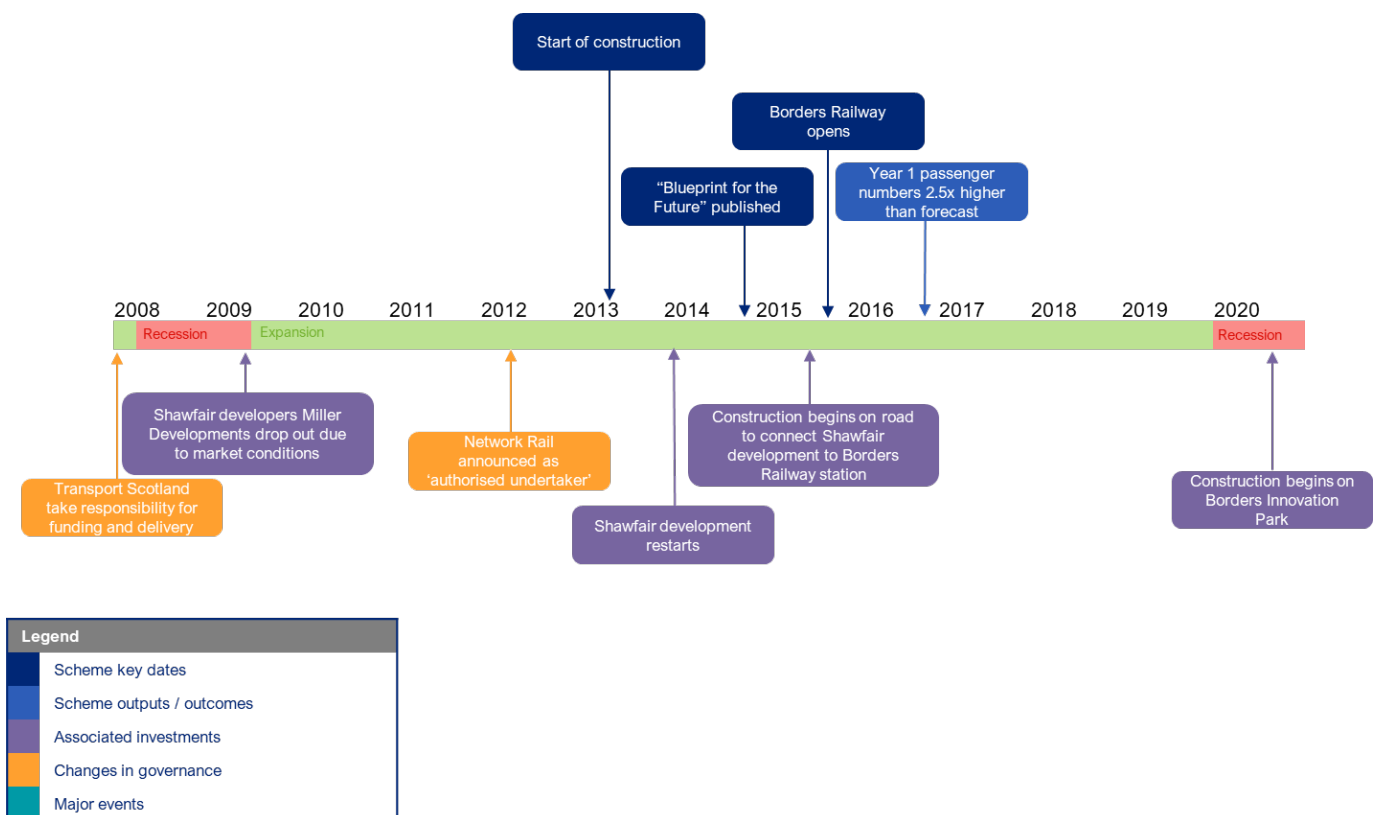 Start of construction
Borders Railway
opens
“Blueprint for the
Future” published
Year 1 passenger
numbers 2.5x higher
than forecast
2008 2009 2010 2011 2012 2013 2014 2015 2016 2017 2018 2019 2020
Recession Expansion Recession
Shawfair developers Miller
Developments drop out due
to market conditions
Transport Scotland
take responsibility for
funding and delivery
Network Rail
announced as
‘authorised undertaker’
Shawfair development
restarts
Construction begins on road
to connect Shawfair
development to Borders
Railway station
Construction begins on
Borders Innovation
Park
Legend
Scheme key dates
Scheme outputs / outcomes
Associated investments
Changes in governance
Major events